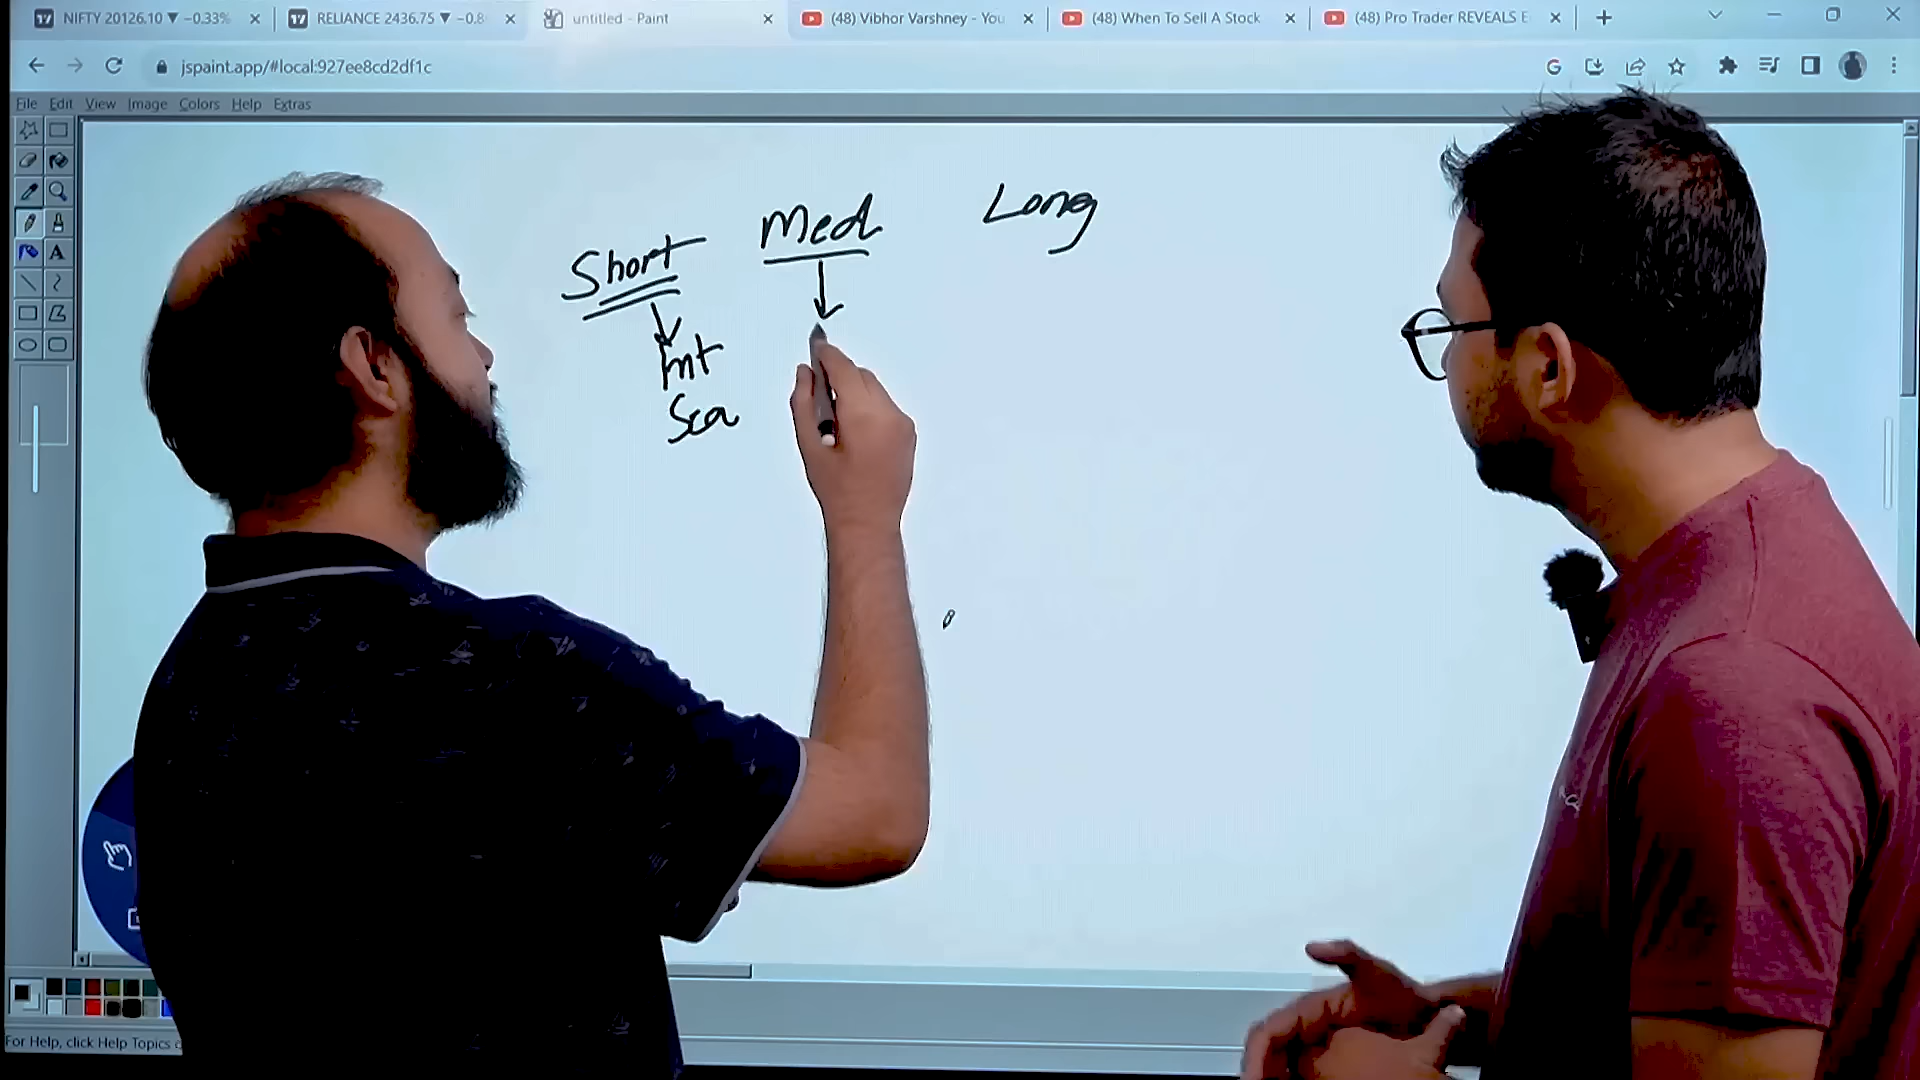 NIFTY 20126.10 ▼ −0.33%
RELIANCE 2436.75 ▼ −0.8
untitled - Paint
(48) Vibhor Varshney - You
(48) When To Sell A Stock
(48) Pro Trader REVEALS E
jspaint.app/#local:927ee8cd2df1c
File Edit View Image Colors Help Extras
Short Med Long
Int
Sca
For Help, click Help Topics